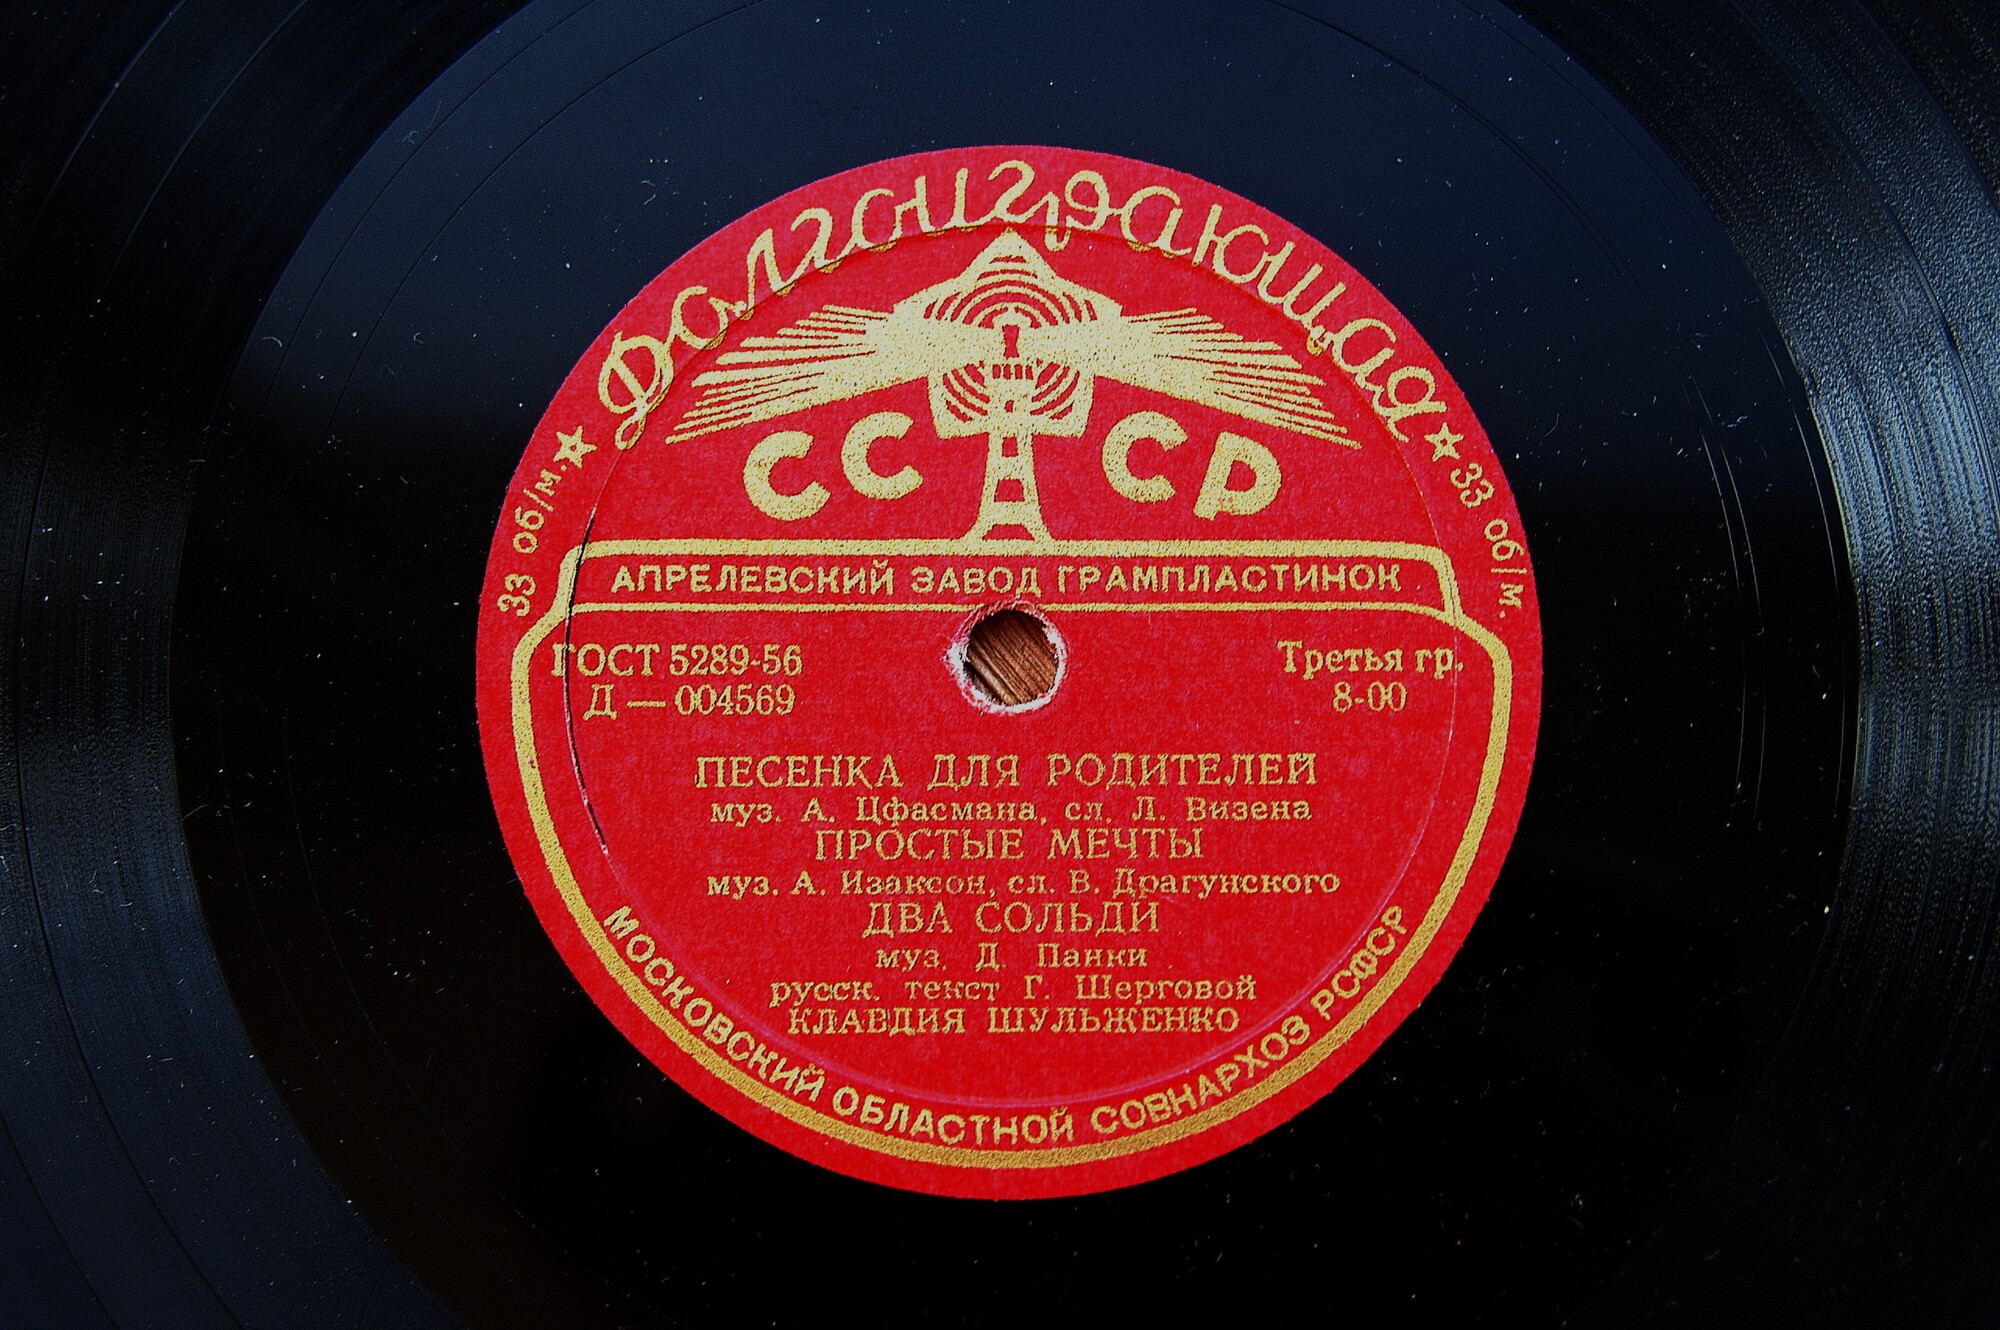 Долгоиграющая
33 об/м. ★
★ 33 об/м.
СССР
АПРЕЛЕВСКИЙ ЗАВОД ГРАМПЛАСТИНОК
ГОСТ 5289-56
Д — 004569
Третья гр.
8-00
ПЕСЕНКА ДЛЯ РОДИТЕЛЕЙ
муз. А. Цфасмана, сл. Л. Визена
ПРОСТЫЕ МЕЧТЫ
муз. А. Изаксон, сл. В. Драгунского
ДВА СОЛЬДИ
муз. Д. Панки
русск. текст Г. Шерговой
КЛАВДИЯ ШУЛЬЖЕНКО
МОСКОВСКИЙ ОБЛАСТНОЙ СОВНАРХОЗ РСФСР